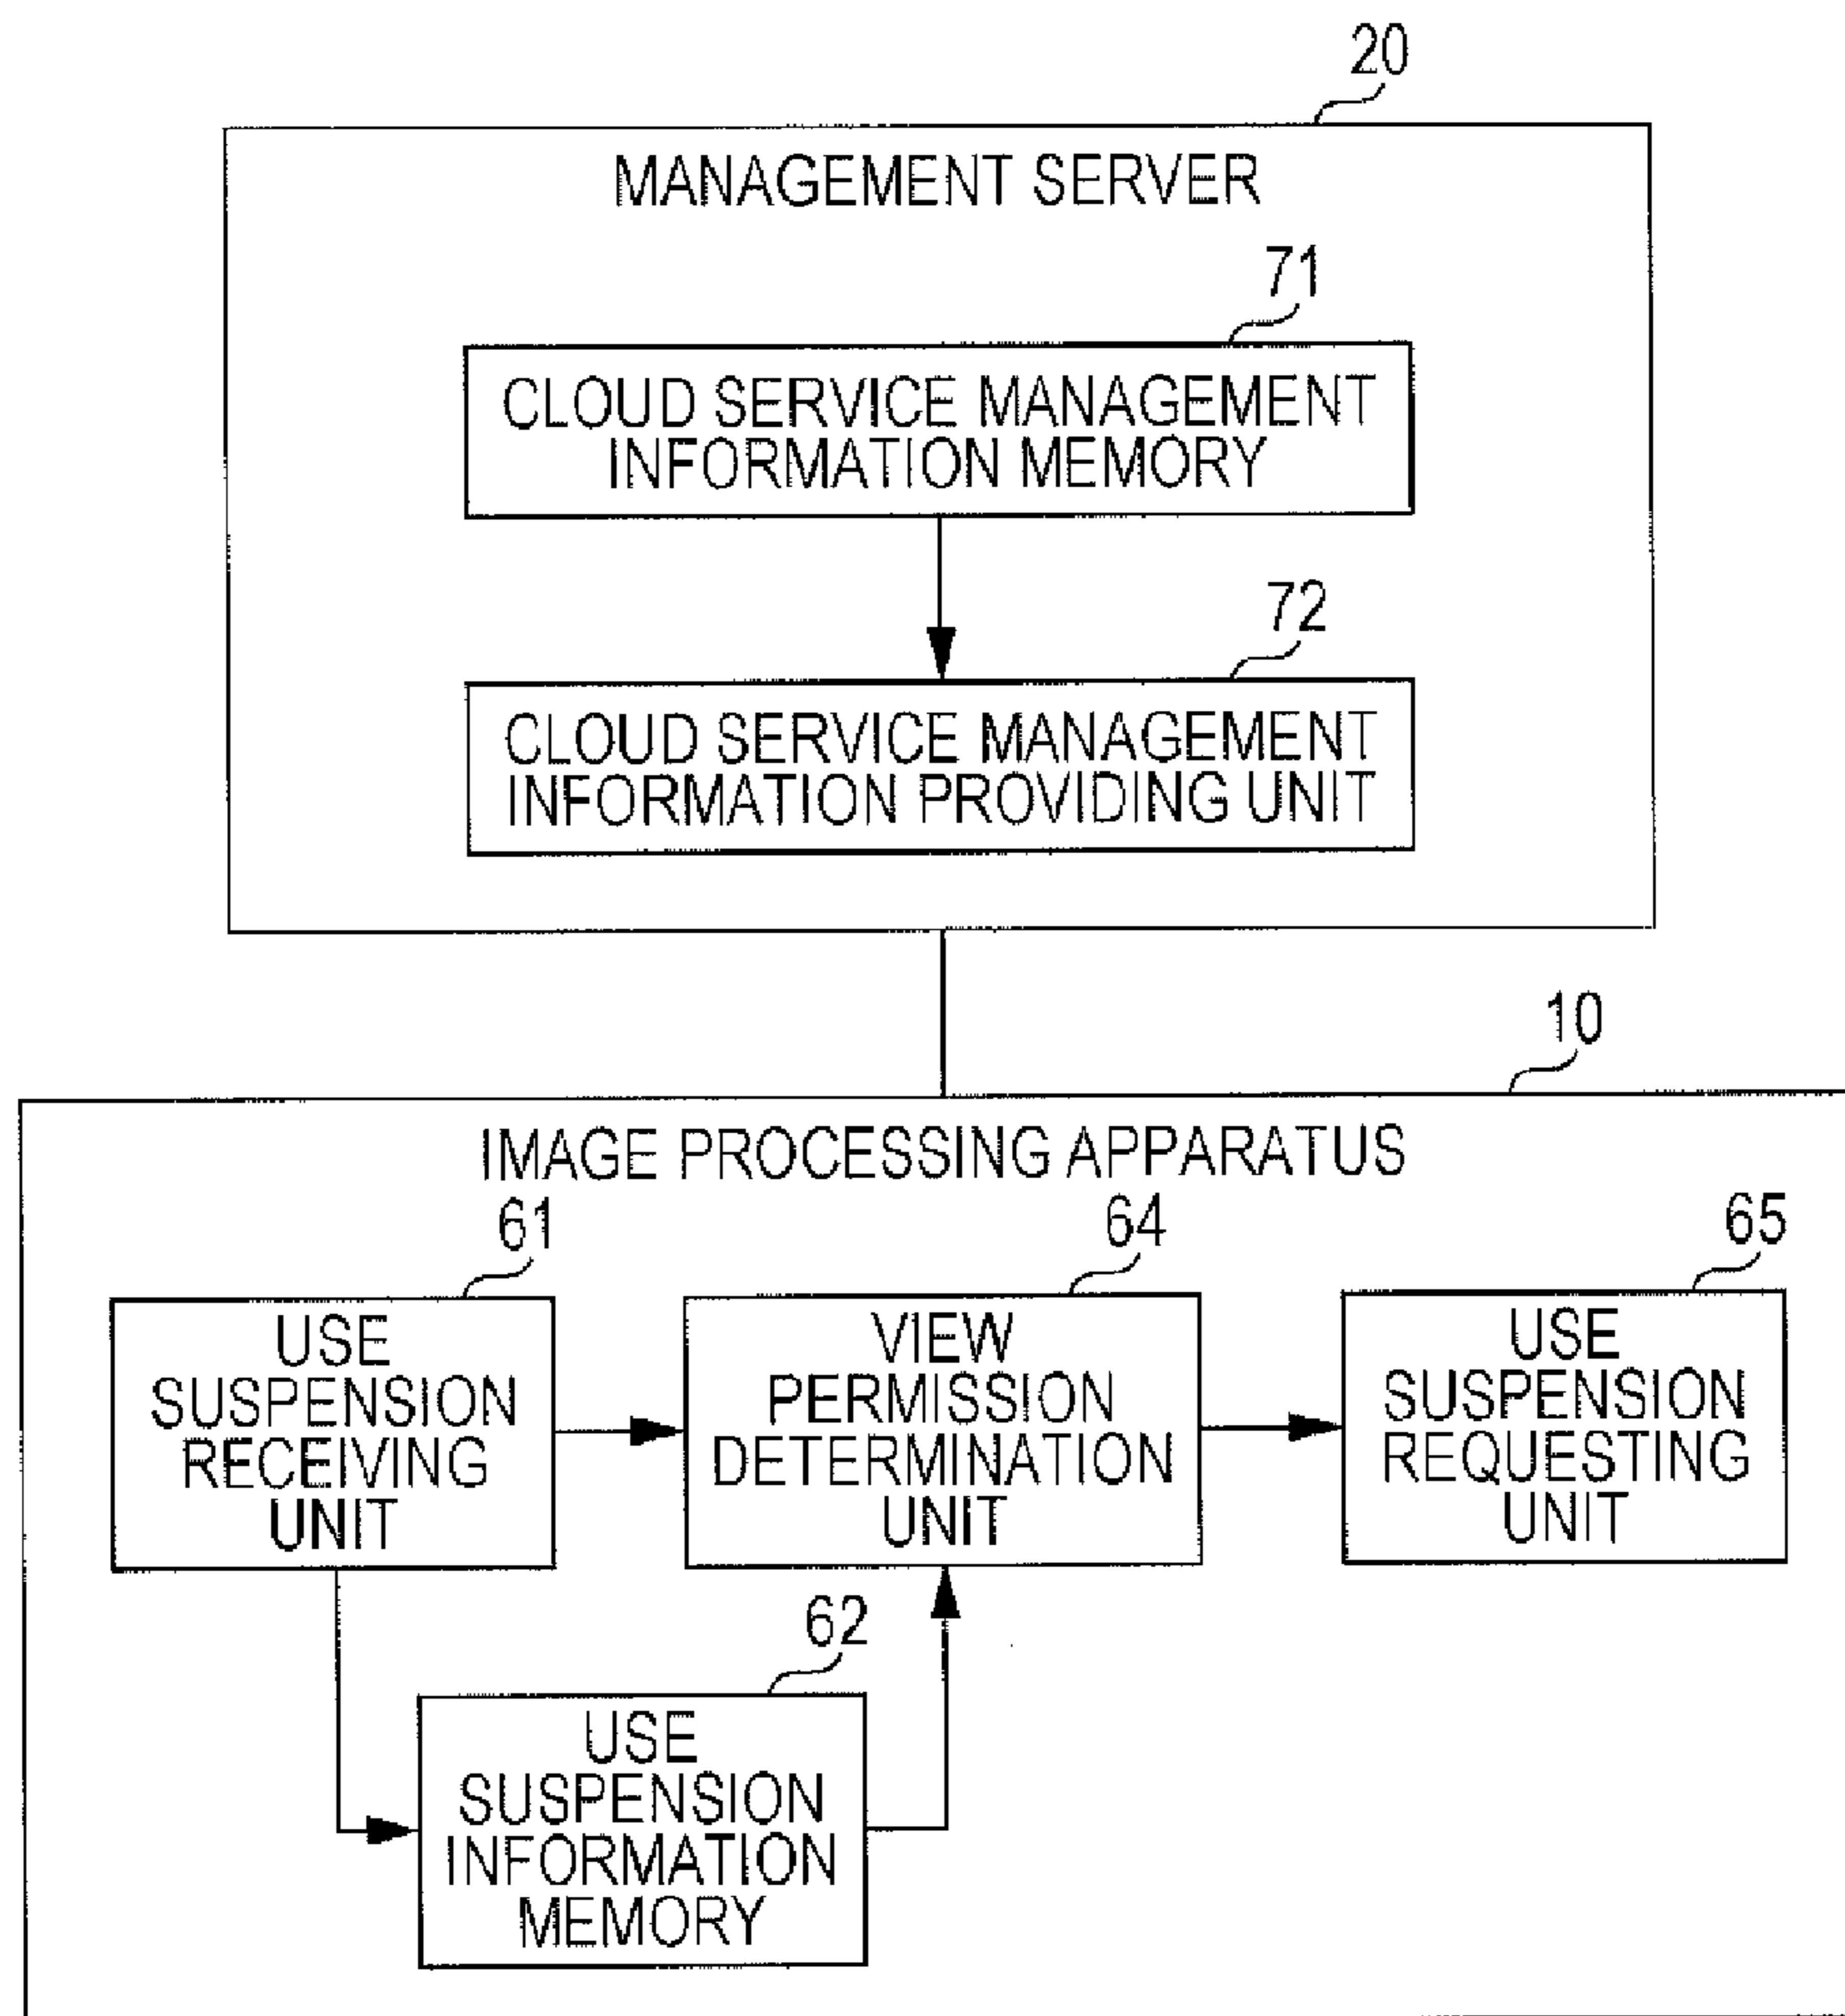 20
MANAGEMENT SERVER
71
CLOUD SERVICE MANAGEMENT
INFORMATION MEMORY
72
CLOUD SERVICE MANAGEMENT
INFORMATION PROVIDING UNIT
10
IMAGE PROCESSING APPARATUS
61
USE
SUSPENSION
RECEIVING
UNIT
64
VIEW
PERMISSION
DETERMINATION
UNIT
65
USE
SUSPENSION
REQUESTING
UNIT
62
USE
SUSPENSION
INFORMATION
MEMORY